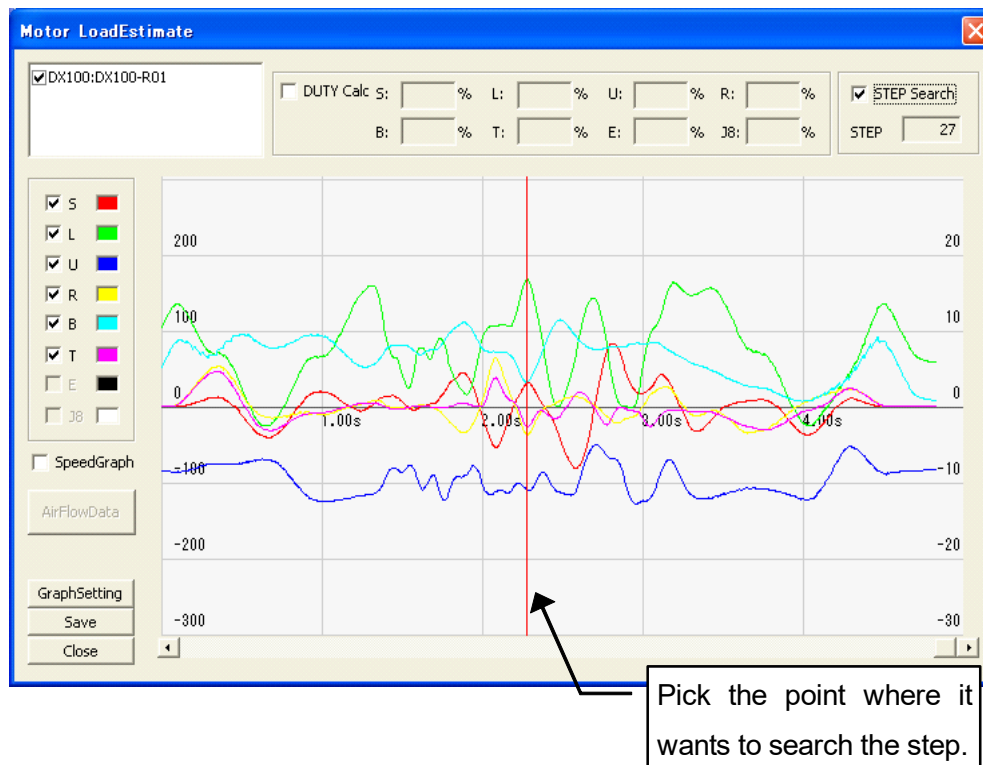 Motor LoadEstimate
DX100:DX100-R01
DUTY Calc S: % L: % U: % R: %
B: % T: % E: % J8: %
STEP Search
STEP 27
S
L
U
R
B
T
E
J8
SpeedGraph
AirFlowData
GraphSetting
Save
Close
200 20
100 10
0 0
1.00s 2.00s 3.00s 4.00s
-100 -10
-200 -20
-300 -30
Pick the point where it
wants to search the step.